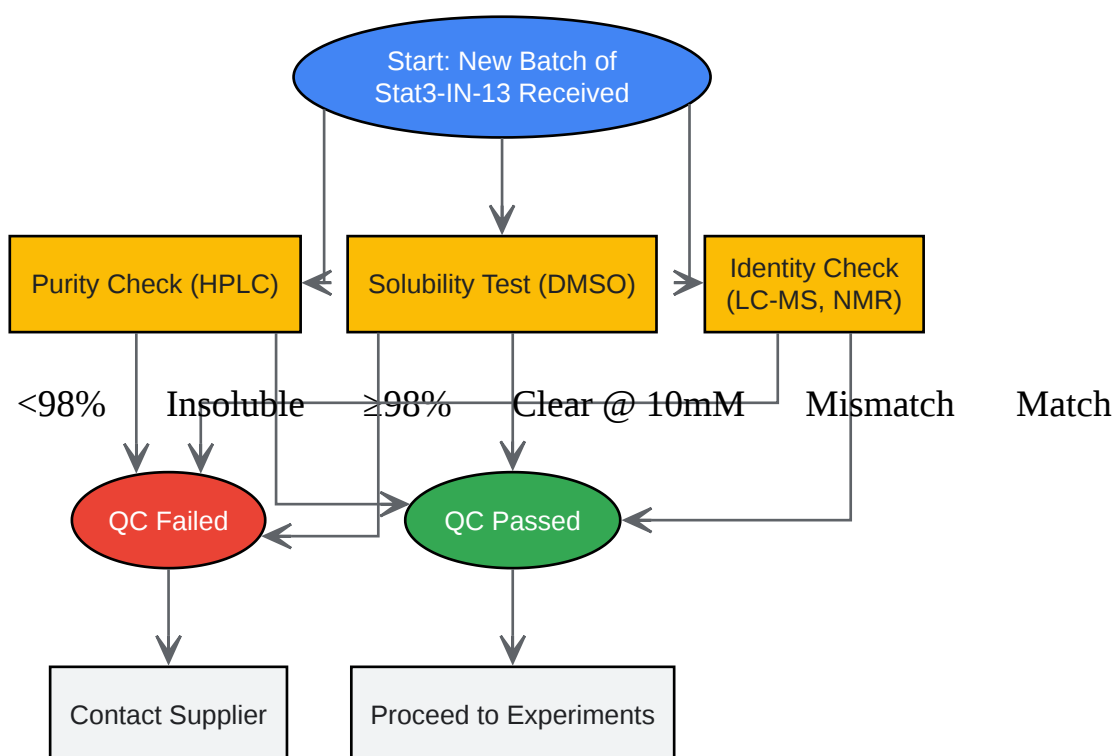 Start: New Batch of
Stat3-IN-13 Received
Purity Check (HPLC)
Solubility Test (DMSO)
Identity Check
(LC-MS, NMR)
<98%
Insoluble
≥98%
Clear @ 10mM
Mismatch
Match
QC Failed
QC Passed
Contact Supplier
Proceed to Experiments